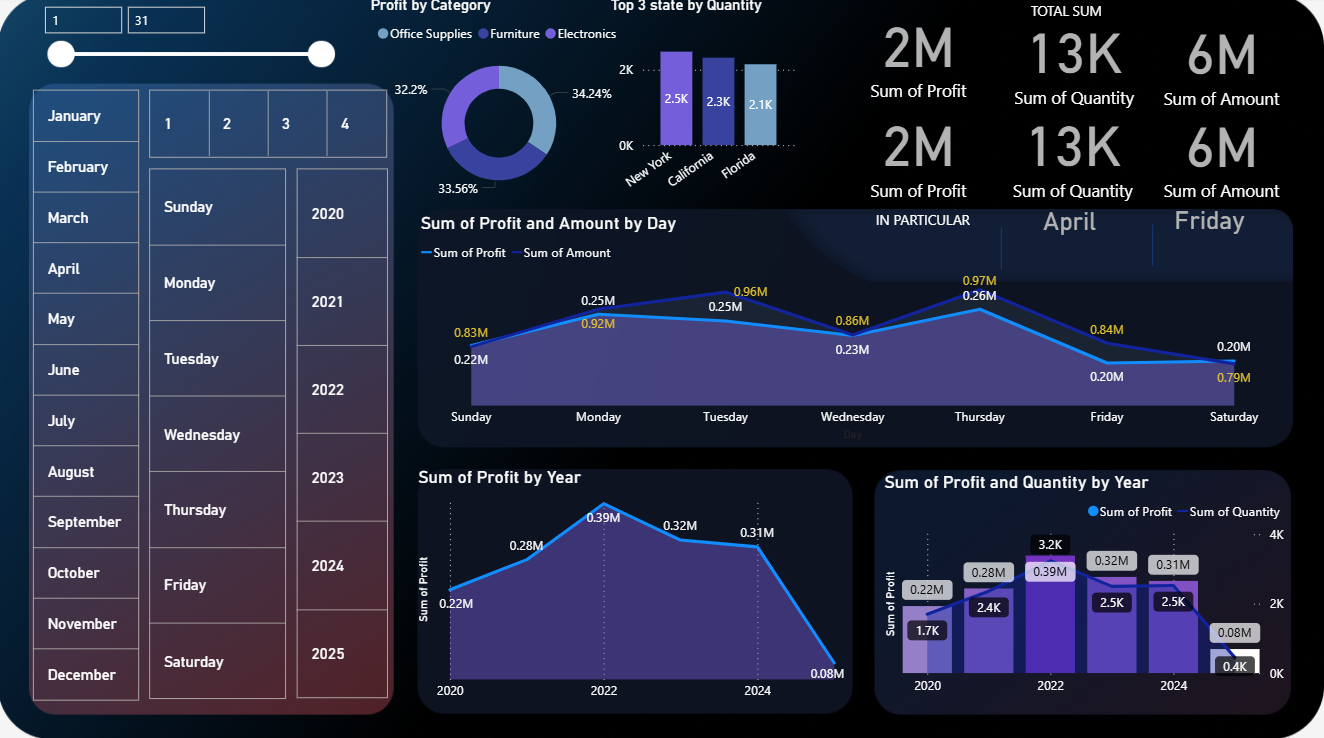 1
31
January
February
March
April
May
June
July
August
September
October
November
December
1
2
3
4
Sunday
Monday
Tuesday
Wednesday
Thursday
Friday
Saturday
2020
2021
2022
2023
2024
2025
Profit by Category
Office Supplies
Furniture
Electronics
32.2%
34.24%
33.56%
Top 3 state by Quantity
2K
0K
2.5K
2.3K
2.1K
New York
California
Florida
TOTAL SUM
2M
Sum of Profit
13K
Sum of Quantity
6M
Sum of Amount
2M
Sum of Profit
13K
Sum of Quantity
6M
Sum of Amount
IN PARTICULAR
April
Friday
Sum of Profit and Amount by Day
Sum of Profit
Sum of Amount
0.83M
0.22M
0.25M
0.92M
0.96M
0.25M
0.86M
0.23M
0.97M
0.26M
0.84M
0.20M
0.20M
0.79M
Sunday
Monday
Tuesday
Wednesday
Thursday
Friday
Saturday
Day
Sum of Profit by Year
Sum of Profit
0.22M
0.28M
0.39M
0.32M
0.31M
0.08M
2020
2022
2024
Sum of Profit and Quantity by Year
Sum of Profit
Sum of Quantity
Sum of Profit
4K
2K
0K
0.22M
1.7K
0.28M
2.4K
3.2K
0.39M
0.32M
2.5K
0.31M
2.5K
0.08M
0.4K
2020
2022
2024